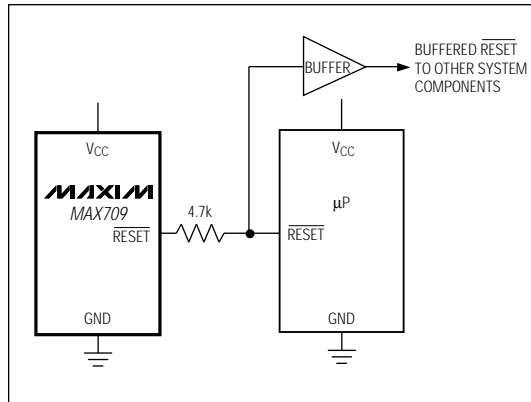 BUFFER
BUFFERED RESET
TO OTHER SYSTEM
COMPONENTS
VCC
MAXIM
MAX709
RESET
GND
4.7k
VCC
µP
RESET
GND